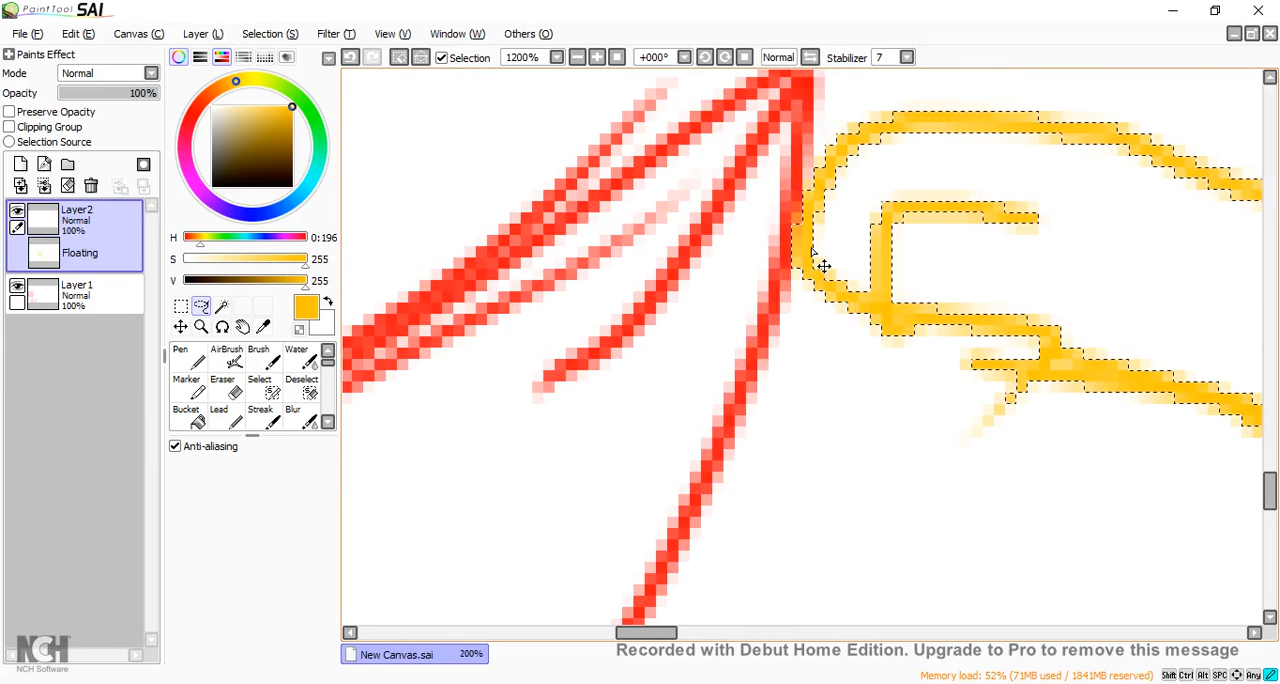 PaintTool SAI
File (F) Edit (E) Canvas (C) Layer (L) Selection (S) Filter (T) View (V) Window (W) Others (O)
Paints Effect
Mode Normal
Opacity 100%
Preserve Opacity
Clipping Group
Selection Source
Selection 1200% +000° Normal Stabilizer 7
Layer2
Normal
100%
Floating
Layer1
Normal
100%
H 0:196
S 255
V 255
Pen AirBrush Brush Water
Marker Eraser Select Deselect
Bucket Lead Streak Blur
Anti-aliasing
NCH
NCH Software
New Canvas.sai 200%
Recorded with Debut Home Edition. Upgrade to Pro to remove this message
Memory load: 52% (71MB used / 1841MB reserved) Shift Ctrl Alt SPC Any